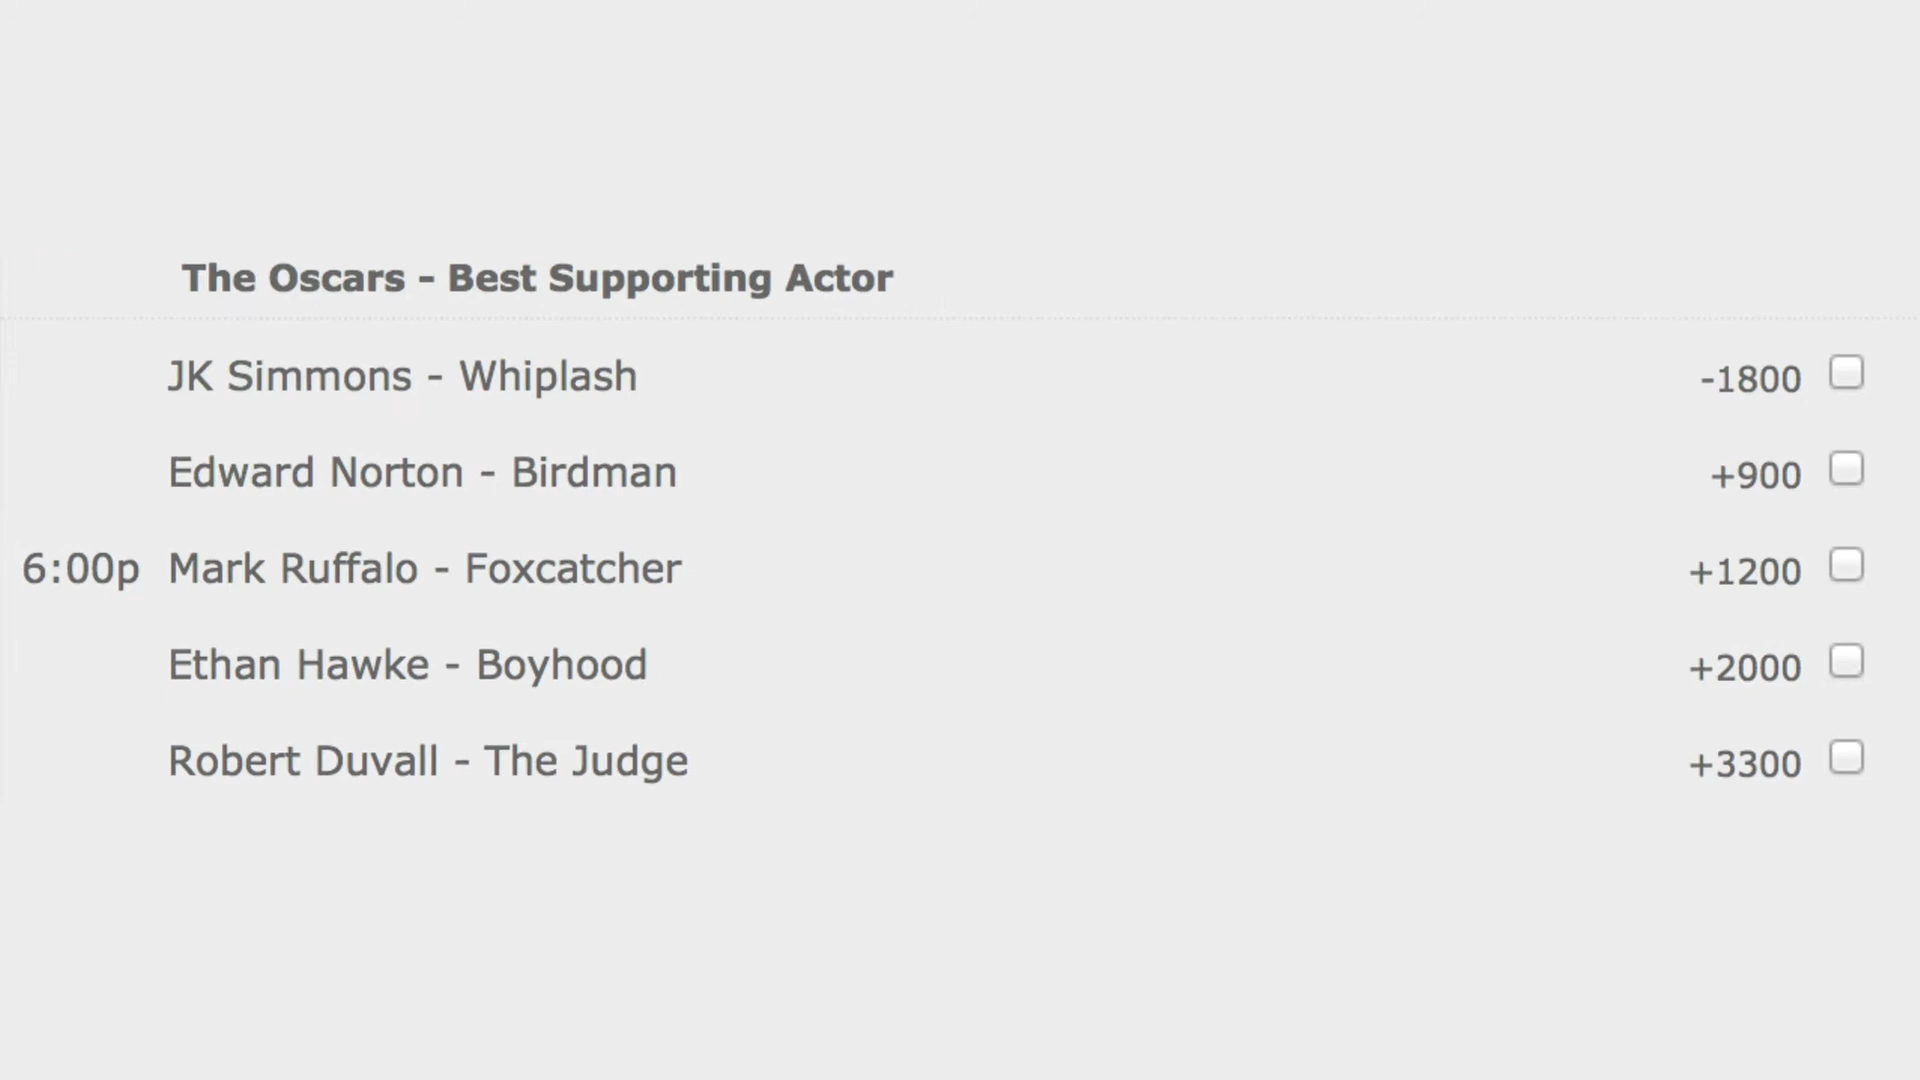 The Oscars - Best Supporting Actor
JK Simmons - Whiplash -1800
Edward Norton - Birdman +900
6:00p Mark Ruffalo - Foxcatcher +1200
Ethan Hawke - Boyhood +2000
Robert Duvall - The Judge +3300